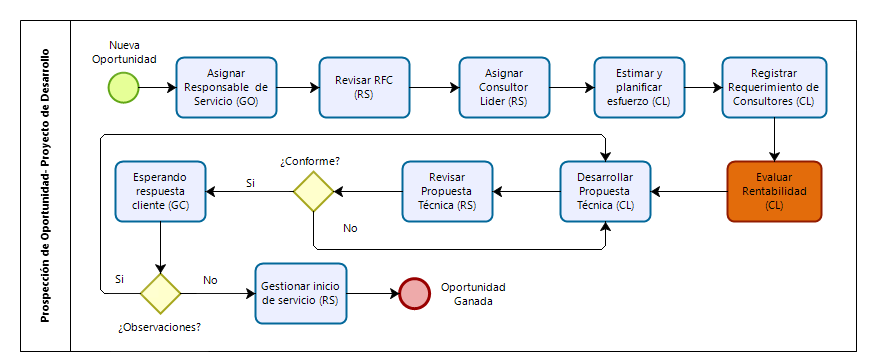 Prospección de Oportunidad- Proyecto de Desarrollo
Nueva
Oportunidad
Asignar
Responsable de
Servicio (GO)
Revisar RFC
(RS)
Asignar
Consultor
Lider (RS)
Estimar y
planificar
esfuerzo (CL)
Registrar
Requerimiento de
Consultores (CL)
Esperando
respuesta
cliente (GC)
Si
¿Conforme?
No
Revisar
Propuesta
Técnica (RS)
Desarrollar
Propuesta
Técnica (CL)
Evaluar
Rentabilidad
(CL)
Si
¿Observaciones?
No
Gestionar inicio
de servicio (RS)
Oportunidad
Ganada